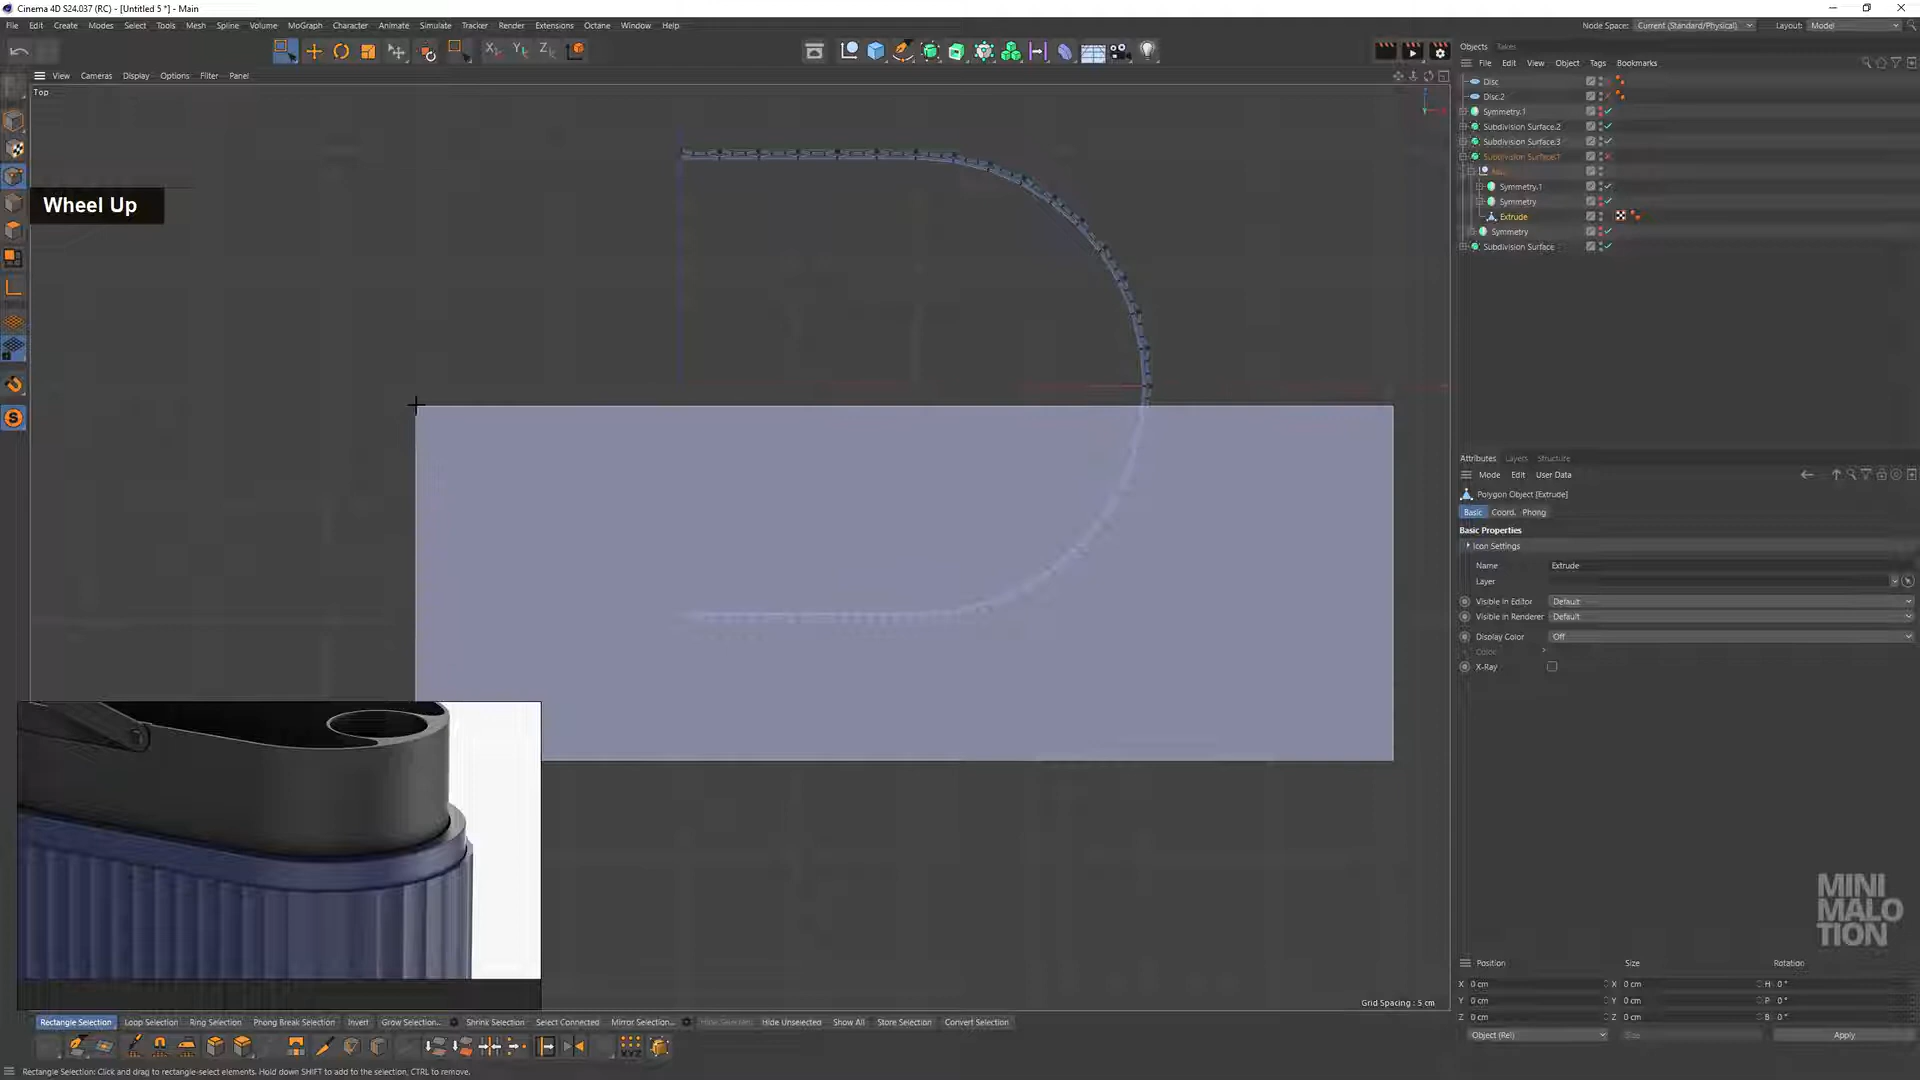 Cinema 4D S24.037 (RC) - [Untitled 5 *] - Main
File Edit Create Modes Select Tools Mesh Spline Volume MoGraph Character Animate Simulate Tracker Render Extensions Octane Window Help
Node Space: Current (Standard/Physical) Layout: Model
Objects Takes
File Edit View Object Tags Bookmarks
View Cameras Display Options Filter Panel
Top
Disc
Disc.2
Symmetry.1
Subdivision Surface.2
Subdivision Surface.3
Subdivision Surface.1
Symmetry.1
Symmetry
Extrude
Symmetry
Subdivision Surface
Wheel Up
Attributes Layers Structure
Mode Edit User Data
Polygon Object [Extrude]
Basic Coord. Phong
Basic Properties
Icon Settings
Name Extrude
Layer
Visible in Editor Default
Visible in Renderer Default
Display Color Off
Color
X-Ray
MINI
MALO
TION
Grid Spacing : 5 cm
Position Size Rotation
X 0 cm X 0 cm H 0 °
Y 0 cm Y 0 cm P 0 °
Z 0 cm Z 0 cm B 0 °
Object (Rel) Size Apply
Rectangle Selection Loop Selection Ring Selection Phong Break Selection Invert Grow Selection... Shrink Selection Select Connected Mirror Selection... Hide Selected Hide Unselected Show All Store Selection Convert Selection
Rectangle Selection: Click and drag to rectangle-select elements. Hold down SHIFT to add to the selection, CTRL to remove.